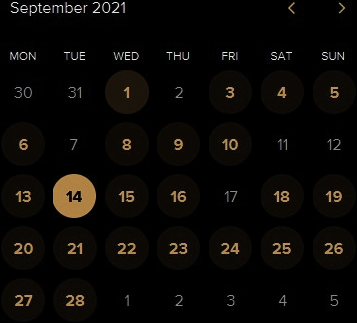 September 2021
MON TUE WED THU FRI SAT SUN
30 31 1 2 3 4 5
6 7 8 9 10 11 12
13 14 15 16 17 18 19
20 21 22 23 24 25 26
27 28 1 2 3 4 5